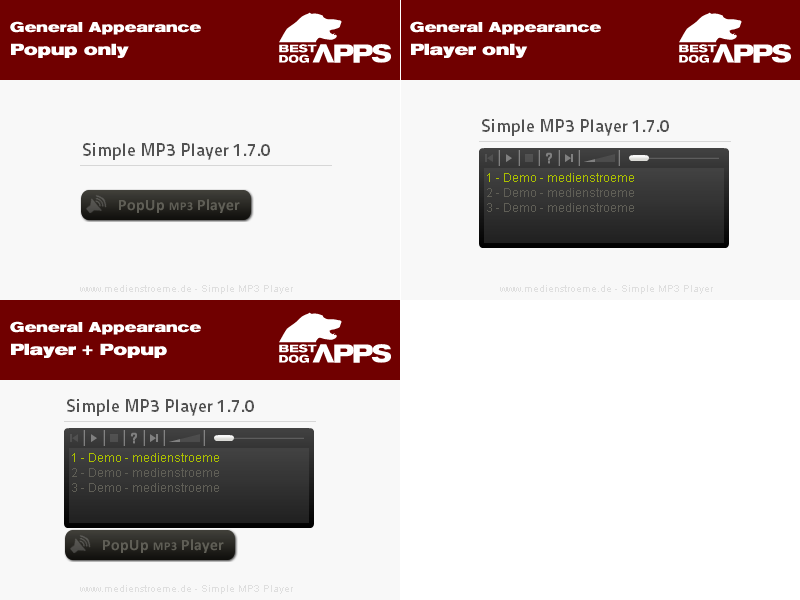 General Appearance
Popup only
BEST DOG APPS
Simple MP3 Player 1.7.0
PopUp MP3 Player
www.medienstroeme.de - Simple MP3 Player
General Appearance
Player only
BEST DOG APPS
Simple MP3 Player 1.7.0
?
1 - Demo - medienstroeme
2 - Demo - medienstroeme
3 - Demo - medienstroeme
www.medienstroeme.de - Simple MP3 Player
General Appearance
Player + Popup
BEST DOG APPS
Simple MP3 Player 1.7.0
?
1 - Demo - medienstroeme
2 - Demo - medienstroeme
3 - Demo - medienstroeme
PopUp MP3 Player
www.medienstroeme.de - Simple MP3 Player